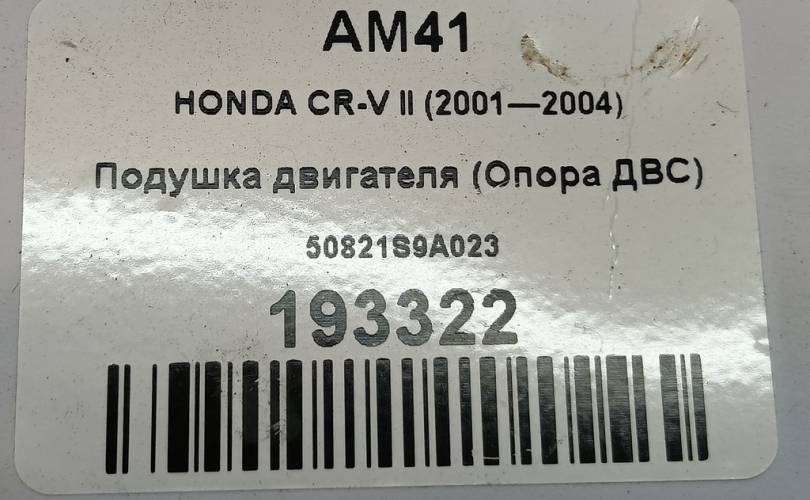 AM41
HONDA CR-V II (2001—2004)
Подушка двигателя (Опора ДВС)
50821S9A023
193322